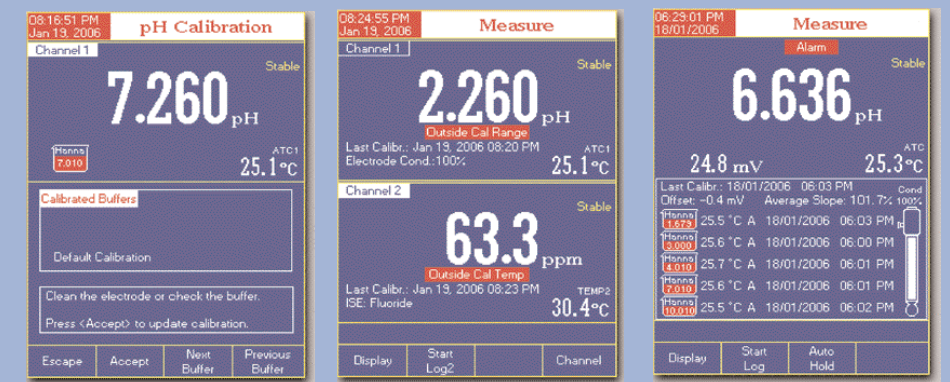 08:16:51 PM
Jan 19, 2006
pH Calibration
Channel 1
Stable
7.260 pH
Hanna
7.010
ATC1
25.1°C
Calibrated Buffers
Default Calibration
Clean the electrode or check the buffer.
Press <Accept> to update calibration.
Escape
Accept
Next
Buffer
Previous
Buffer
08:24:55 PM
Jan 19, 2006
Measure
Channel 1
Stable
2.260 pH
Outside Cal Range
Last Calibr.: Jan 19, 2006 08:20 PM
Electrode Cond.:100%
ATC1
25.1°C
Channel 2
Stable
63.3 ppm
Outside Cal Temp
Last Calibr.: Jan 19, 2006 08:23 PM
ISE: Fluoride
TEMP2
30.4°C
Display
Start
Log2
Channel
06:29:01 PM
18/01/2006
Measure
Alarm
Stable
6.636 pH
24.8 mV
ATC
25.3°C
Last Calibr.: 18/01/2006 06:03 PM
Offset: -0.4 mV Average Slope: 101.7%
Cond
100%
Hanna
1.679 25.5 °C A 18/01/2006 06:03 PM
Hanna
3.000 25.6 °C A 18/01/2006 06:00 PM
Hanna
4.010 25.7 °C A 18/01/2006 06:01 PM
Hanna
7.010 25.6 °C A 18/01/2006 06:01 PM
Hanna
10.010 25.5 °C A 18/01/2006 06:02 PM
Display
Start
Log
Auto
Hold